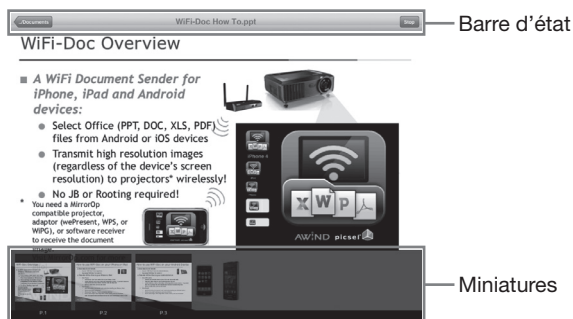 Documents
WiFi-Doc How To.ppt
Stop
Barre d'état
WiFi-Doc Overview
A WiFi Document Sender for
iPhone, iPad and Android
devices:
Select Office (PPT, DOC, XLS, PDF)
files from Android or iOS devices
Transmit high resolution images
(regardless of the device's screen
resolution) to projectors* wirelessly!
No JB or Rooting required!
* You need a MirrorOp
compatible projector,
adaptor (wePresent, WPS, or
WiPG), or software receiver
to receive the document
X W P
AWIND picsel
P.1
P.2
P.3
Miniatures